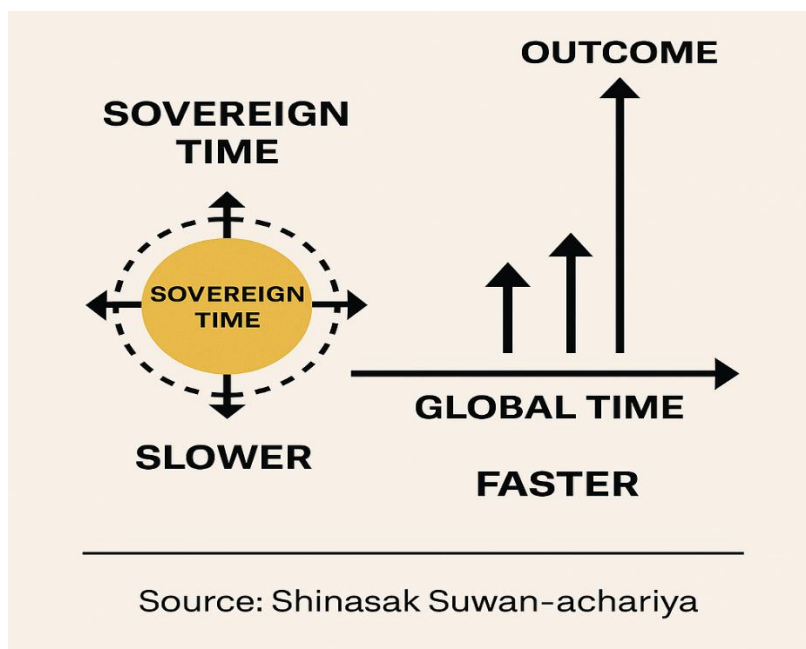 SOVEREIGN
TIME
SOVEREIGN
TIME
SLOWER
OUTCOME
GLOBAL TIME
FASTER
Source: Shinasak Suwan-achariya